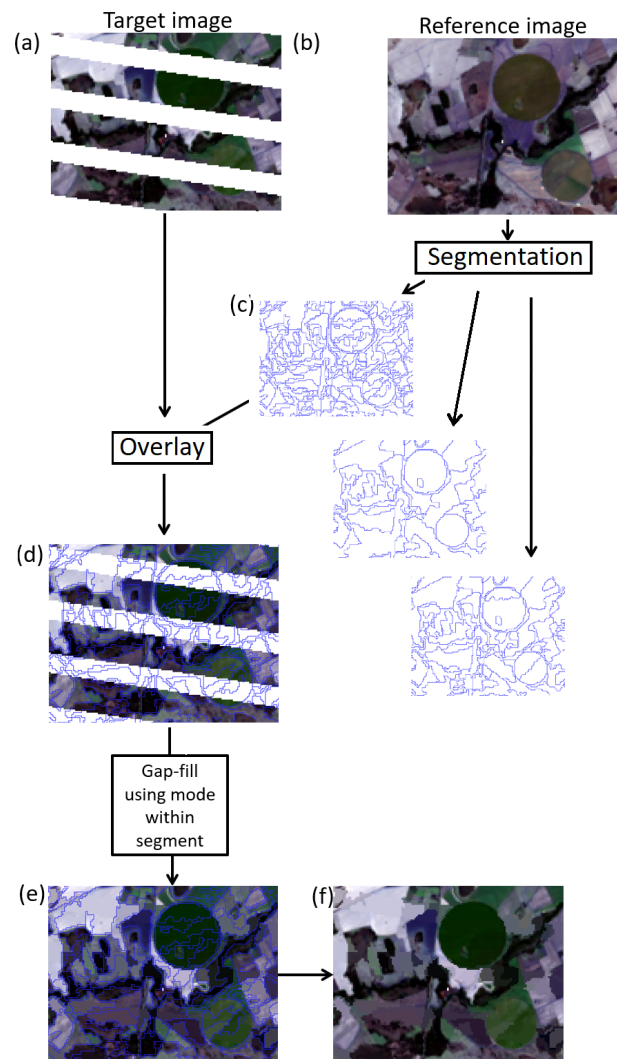 Target image
Reference image
(a)
(b)
Segmentation
(c)
Overlay
(d)
Gap-fill
using mode
within
segment
(e)
(f)